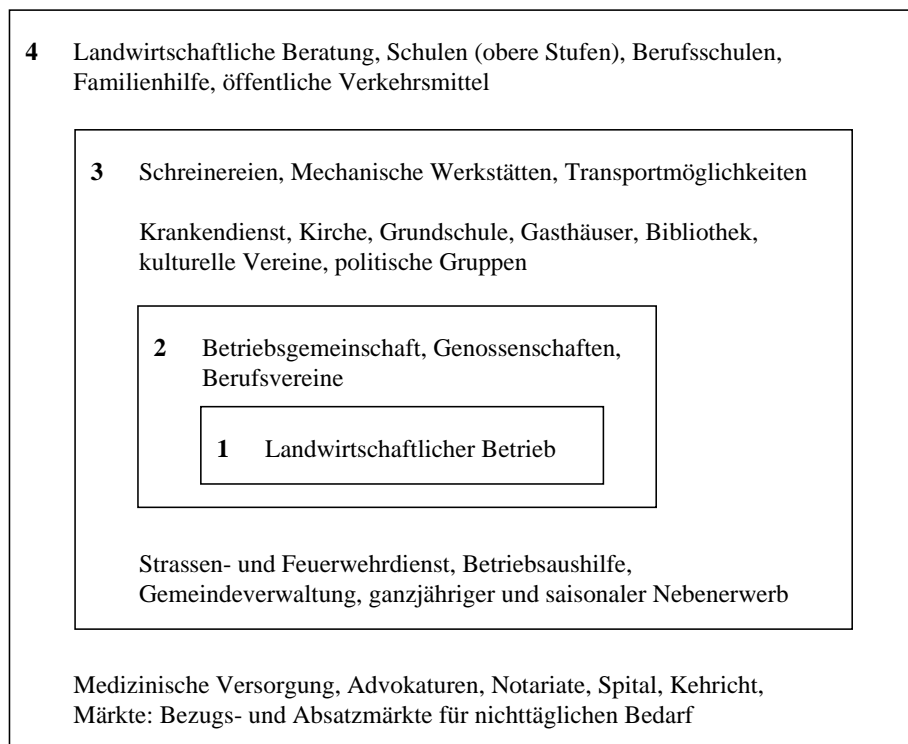 4 Landwirtschaftliche Beratung, Schulen (obere Stufen), Berufsschulen,
Familienhilfe, öffentliche Verkehrsmittel
3 Schreinereien, Mechanische Werkstätten, Transportmöglichkeiten
Krankendienst, Kirche, Grundschule, Gasthäuser, Bibliothek,
kulturelle Vereine, politische Gruppen
2 Betriebsgemeinschaft, Genossenschaften,
Berufsvereine
1 Landwirtschaftlicher Betrieb
Strassen- und Feuerwehrdienst, Betriebsaushilfe,
Gemeindeverwaltung, ganzjähriger und saisonaler Nebenerwerb
Medizinische Versorgung, Advokaturen, Notariate, Spital, Kehricht,
Märkte: Bezugs- und Absatzmärkte für nichttäglichen Bedarf